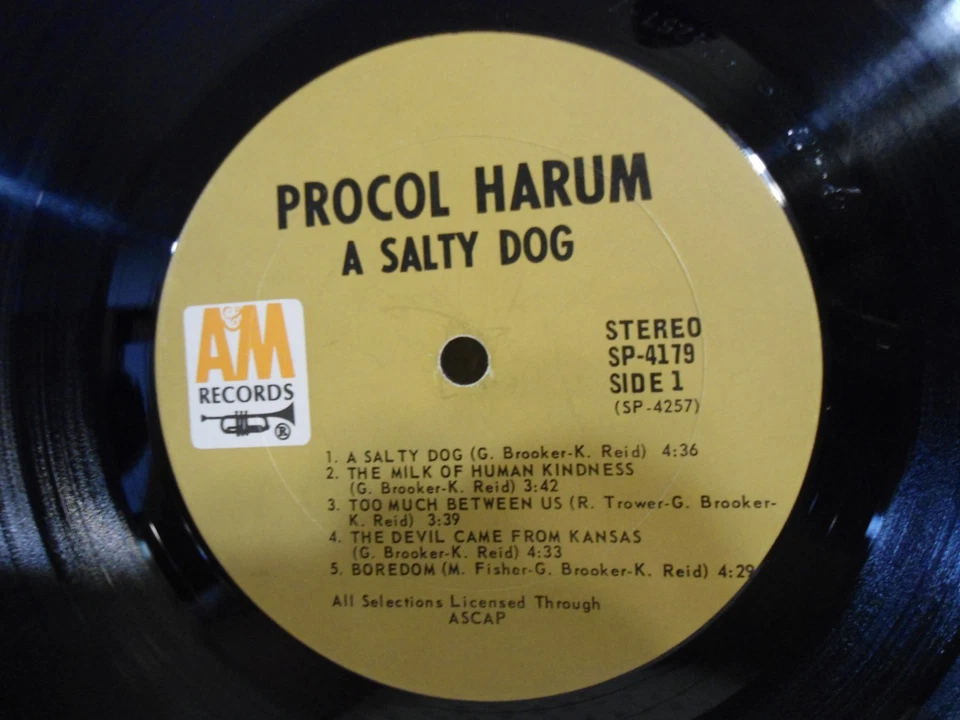 PROCOL HARUM
A SALTY DOG
A&M
RECORDS
®
STEREO
SP-4179
SIDE 1
(SP-4257)
1. A SALTY DOG (G. Brooker-K. Reid) 4:36
2. THE MILK OF HUMAN KINDNESS
(G. Brooker-K. Reid) 3:42
3. TOO MUCH BETWEEN US (R. Trower-G. Brooker-
K. Reid) 3:39
4. THE DEVIL CAME FROM KANSAS
(G. Brooker-K. Reid) 4:33
5. BOREDOM (M. Fisher-G. Brooker-K. Reid) 4:29
All Selections Licensed Through
ASCAP